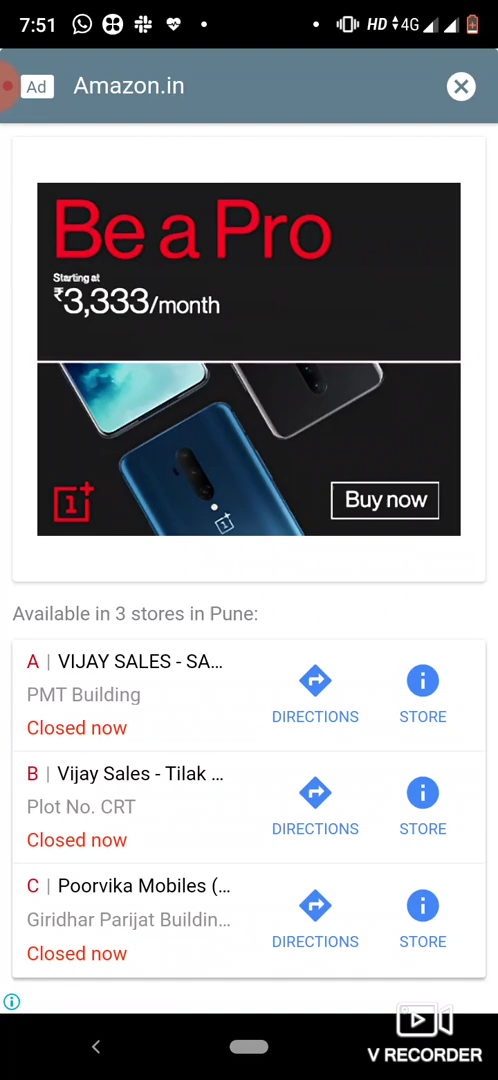 7:51 HD 4G
Ad Amazon.in
Be a Pro
Starting at
₹3,333/month
1+
1+
Buy now
Available in 3 stores in Pune:
A | VIJAY SALES - SA...
PMT Building
Closed now
DIRECTIONS
STORE
B | Vijay Sales - Tilak ...
Plot No. CRT
Closed now
DIRECTIONS
STORE
C | Poorvika Mobiles (...
Giridhar Parijat Buildin...
Closed now
DIRECTIONS
STORE
V RECORDER